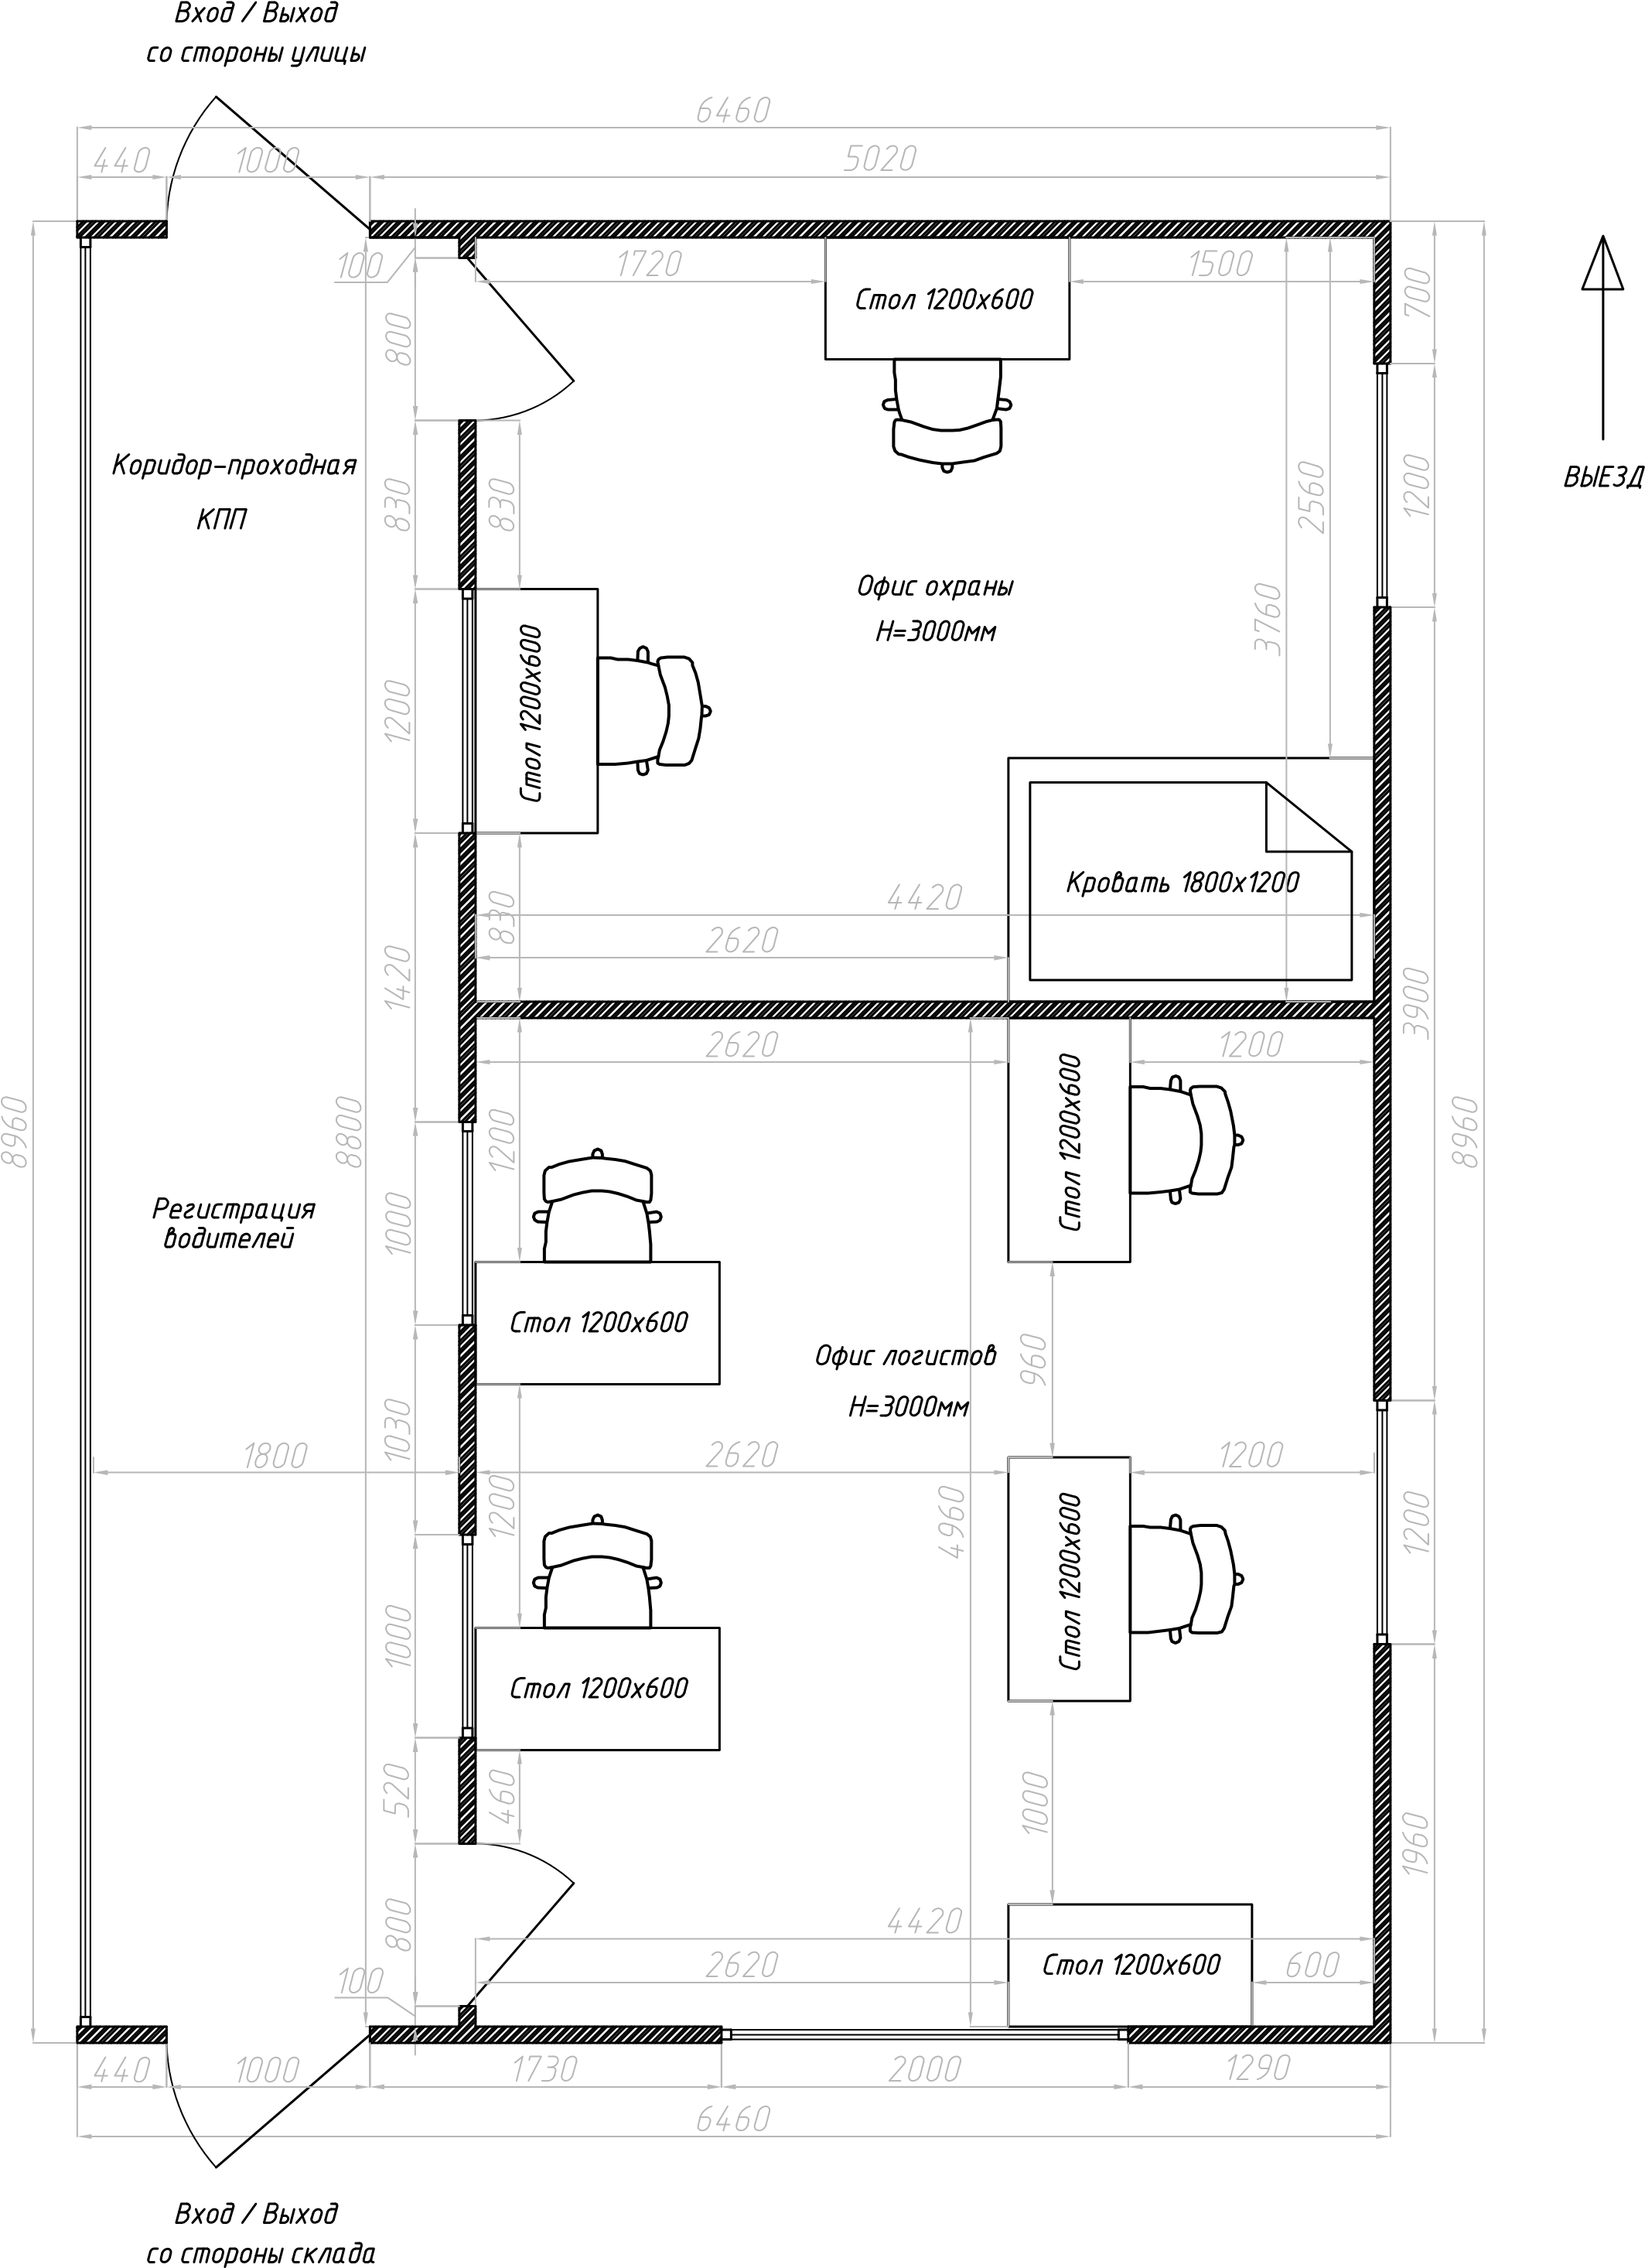 Вход / Выход
со стороны улицы
6460
440
1000
5020
100
1720
1500
700
Стол 1200х600
800
ВЫЕЗД
Коридор-проходная
КПП
830
830
2560
1200
Офис охраны
Н=3000мм
3760
1200
Стол 1200х600
Кровать 1800х1200
4420
830
2620
1420
3900
2620
1200
8960
8800
1200
Стол 1200х600
8960
1000
Регистрация
водителей
Стол 1200х600
Офис логистов
Н=3000мм
960
1030
1800
2620
1200
1200
4960
Стол 1200х600
1200
1000
Стол 1200х600
520
460
1000
1960
800
4420
100
2620
Стол 1200х600
600
440
1000
1730
2000
1290
6460
Вход / Выход
со стороны склада